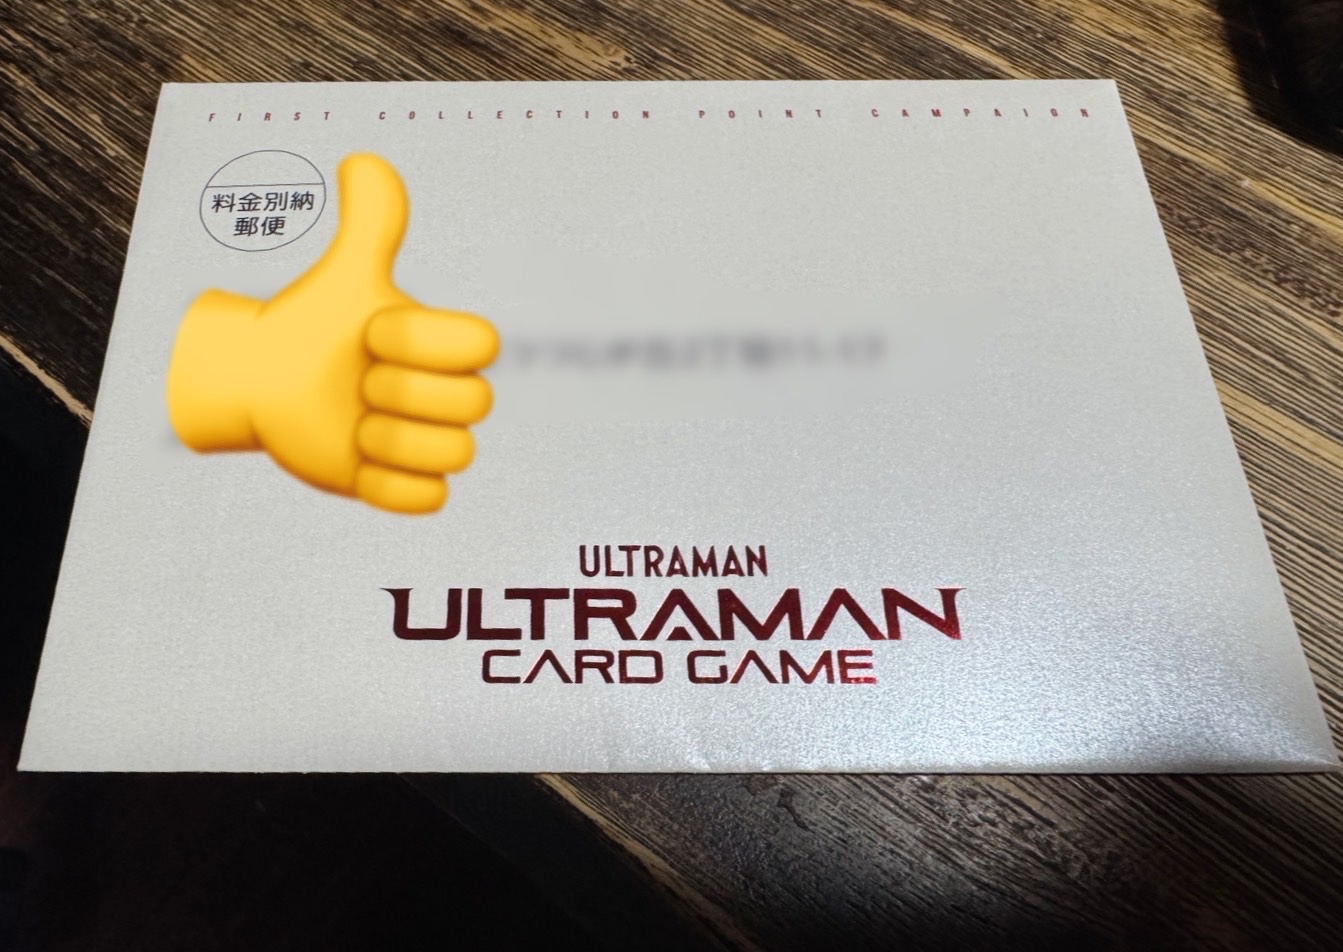 FIRST COLLECTION POINT CAMPAIGN
料金別納
郵便
ULTRAMAN
ULTRAMAN
CARD GAME